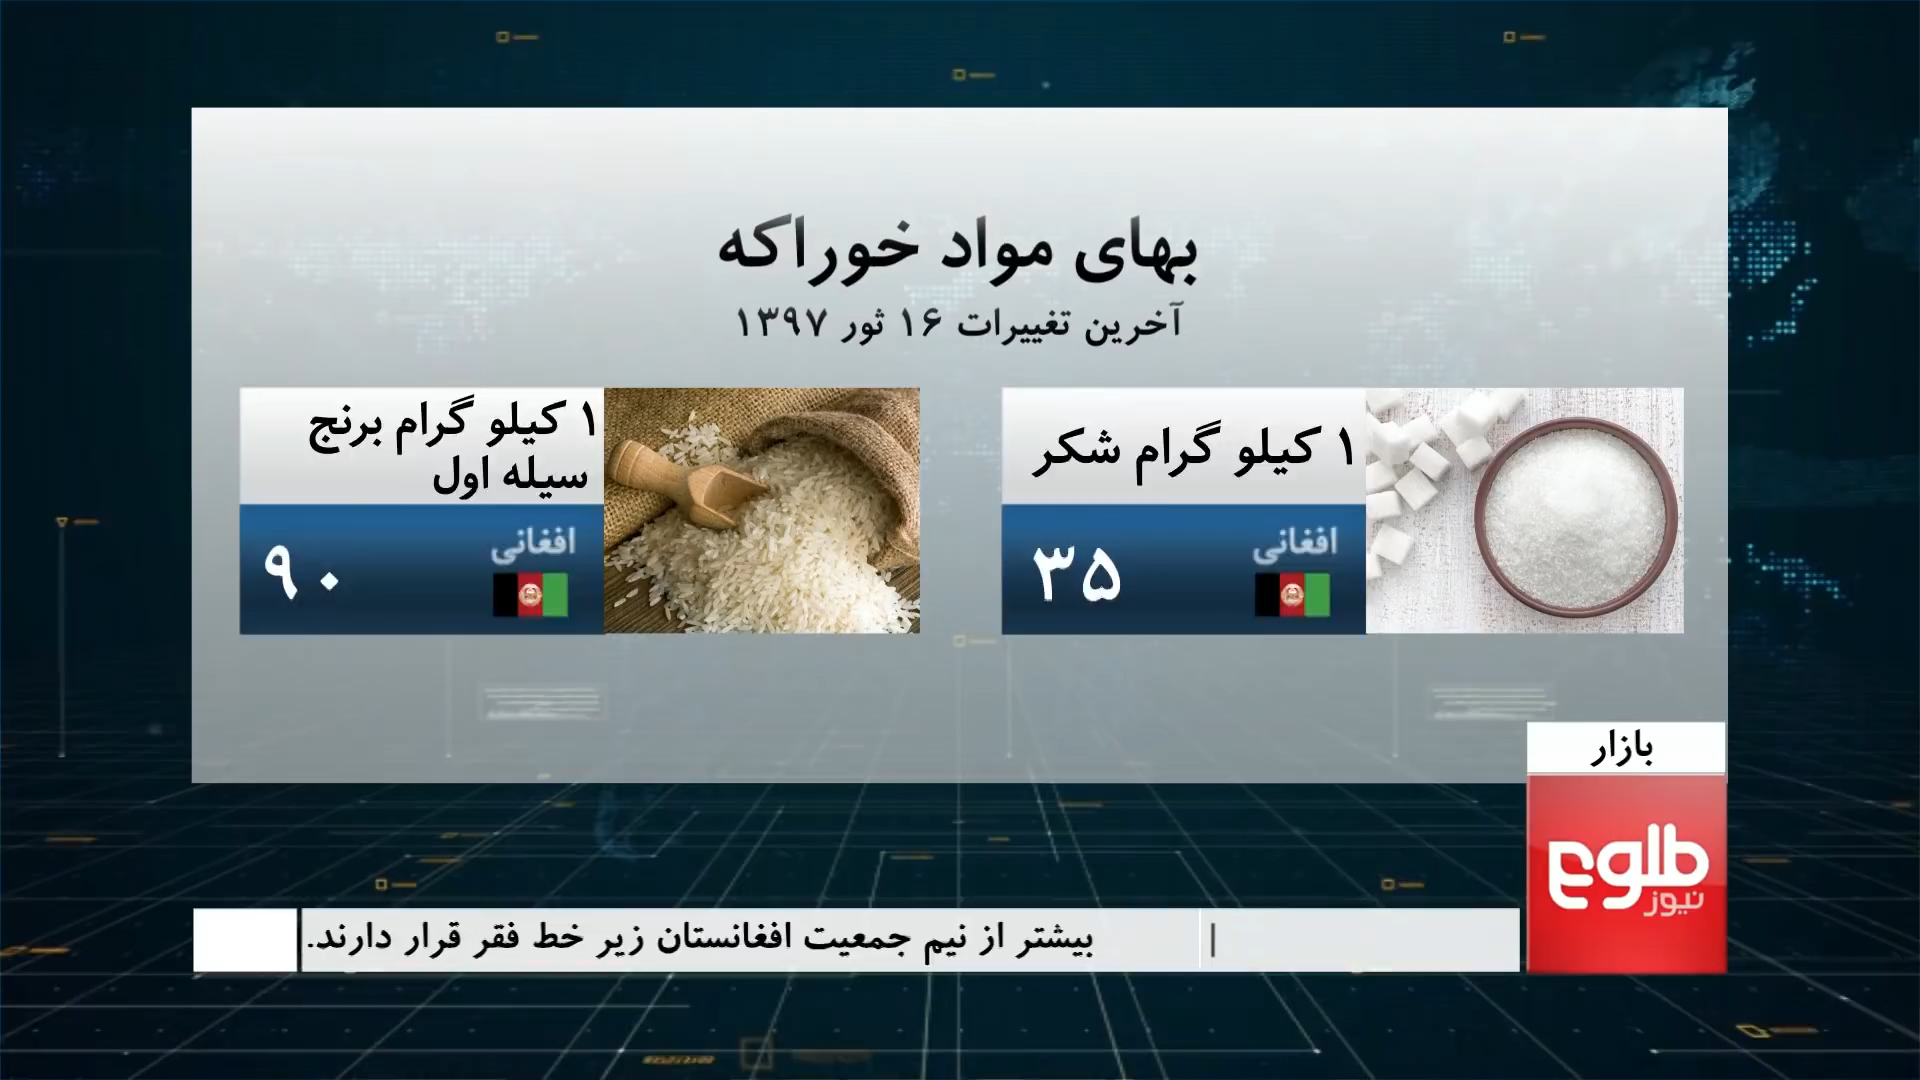 بهای مواد خوراکه
آخرین تغییرات ۱۶ ثور ۱۳۹۷
۱ کیلو گرام شکر
افغانی
۳۵
۱ کیلو گرام برنج
سیله اول
افغانی
۹۰
بازار
طلوع
نیوز
بیشتر از نیم جمعیت افغانستان زیر خط فقر قرار دارند.